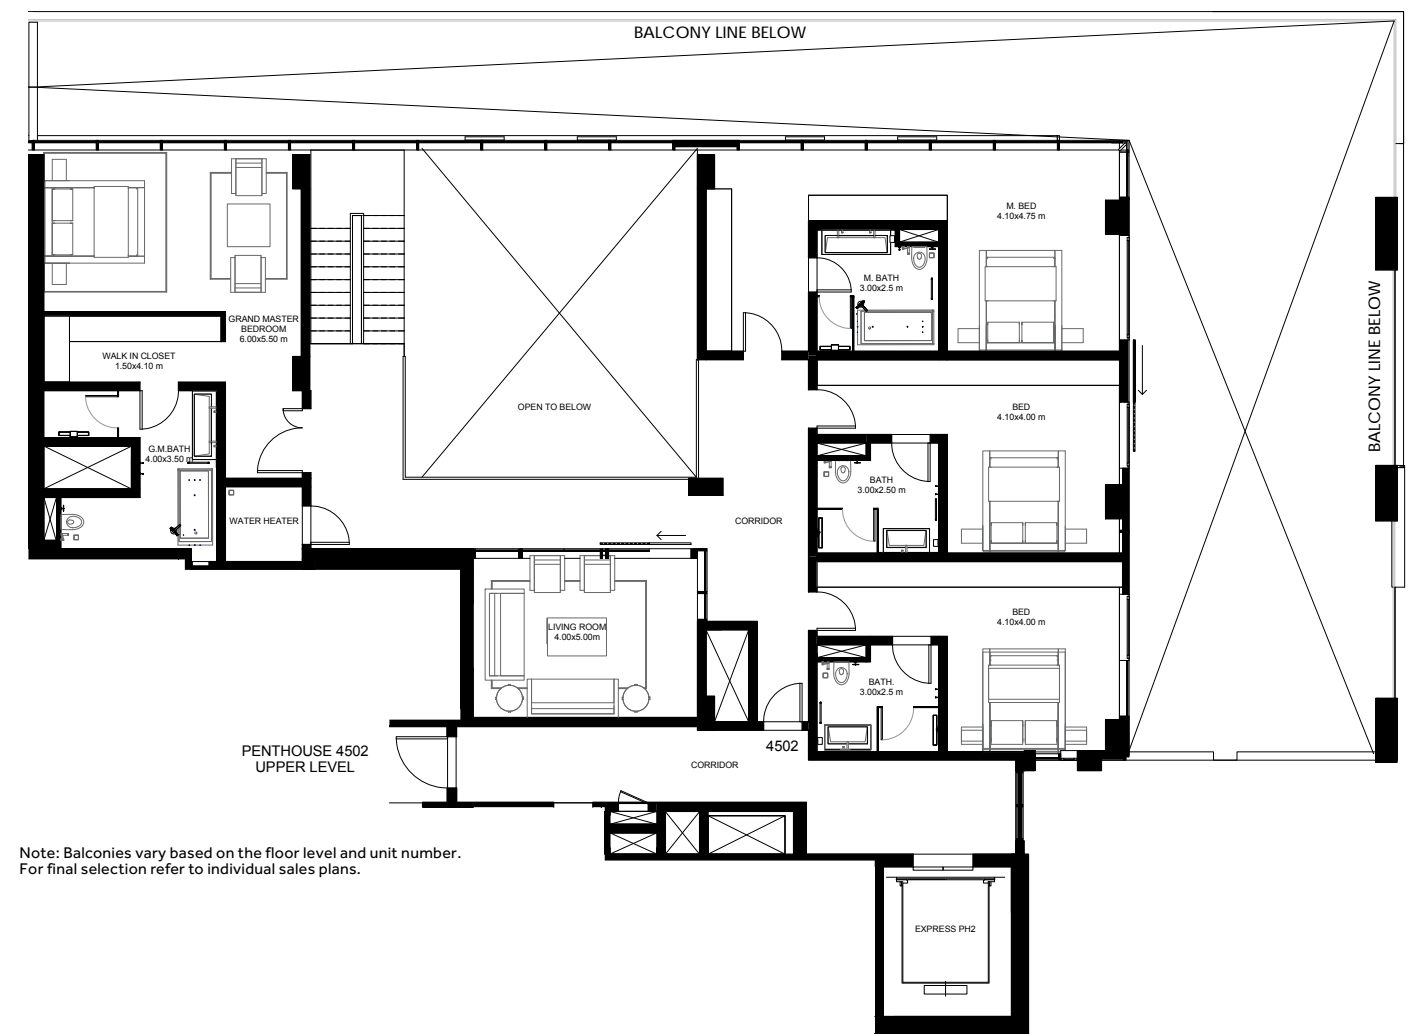 BALCONY LINE BELOW
M. BED
4.10x4.75 m
M. BATH
3.00x2.5 m
GRAND MASTER
BEDROOM
6.00x5.50 m
WALK IN CLOSET
1.50x4.10 m
BALCONY LINE BELOW
OPEN TO BELOW
BED
4.10x4.00 m
G.M.BATH
4.00x3.50 m
BATH
3.00x2.50 m
WATER HEATER
CORRIDOR
BED
4.10x4.00 m
LIVING ROOM
4.00x5.00m
BATH.
3.00x2.5 m
4502
PENTHOUSE 4502
UPPER LEVEL
CORRIDOR
Note: Balconies vary based on the floor level and unit number.
For final selection refer to individual sales plans.
EXPRESS PH2